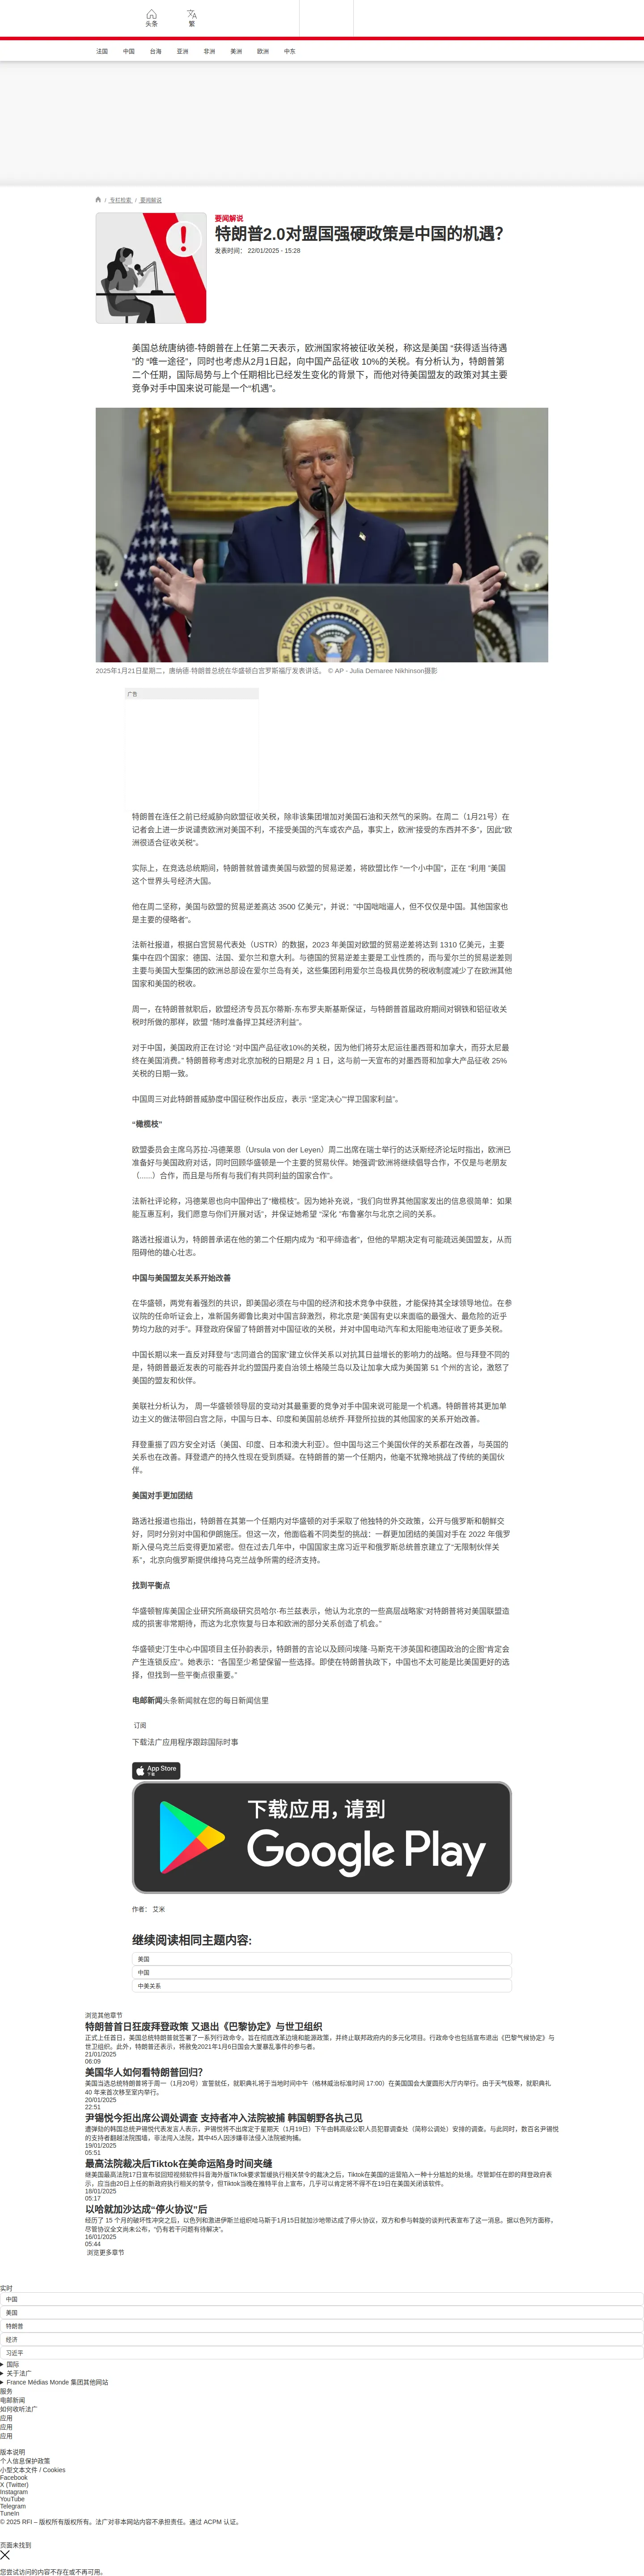 头条
繁
法国 中国 台海 亚洲 非洲 美洲 欧洲 中东
/ 专栏检索 / 要闻解说
要闻解说
特朗普2.0对盟国强硬政策是中国的机遇？
发表时间： 22/01/2025 - 15:28
美国总统唐纳德-特朗普在上任第二天表示，欧洲国家将被征收关税，称这是美国 “获得适当待遇
”的 “唯一途径”，同时也考虑从2月1日起，向中国产品征收 10%的关税。有分析认为，特朗普第
二个任期，国际局势与上个任期相比已经发生变化的背景下，而他对待美国盟友的政策对其主要
竞争对手中国来说可能是一个“机遇”。
2025年1月21日星期二，唐纳德·特朗普总统在华盛顿白宫罗斯福厅发表讲话。 © AP - Julia Demaree Nikhinson摄影
广告
特朗普在连任之前已经威胁向欧盟征收关税，除非该集团增加对美国石油和天然气的采购。在周二（1月21号）在
记者会上进一步说谴责欧洲对美国不利，不接受美国的汽车或农产品，事实上，欧洲“接受的东西并不多”，因此“欧
洲很适合征收关税”。
实际上，在竞选总统期间，特朗普就曾谴责美国与欧盟的贸易逆差，将欧盟比作 “一个小中国”，正在 “利用 ”美国
这个世界头号经济大国。
他在周二坚称，美国与欧盟的贸易逆差高达 3500 亿美元”，并说：“中国咄咄逼人，但不仅仅是中国。其他国家也
是主要的侵略者”。
法新社报道，根据白宫贸易代表处（USTR）的数据，2023 年美国对欧盟的贸易逆差将达到 1310 亿美元，主要
集中在四个国家：德国、法国、爱尔兰和意大利。与德国的贸易逆差主要是工业性质的，而与爱尔兰的贸易逆差则
主要与美国大型集团的欧洲总部设在爱尔兰岛有关，这些集团利用爱尔兰岛极具优势的税收制度减少了在欧洲其他
国家和美国的税收。
周一，在特朗普就职后，欧盟经济专员瓦尔蒂斯-东布罗夫斯基斯保证，与特朗普首届政府期间对钢铁和铝征收关
税时所做的那样，欧盟 “随时准备捍卫其经济利益”。
对于中国，美国政府正在讨论 “对中国产品征收10%的关税，因为他们将芬太尼运往墨西哥和加拿大，而芬太尼最
终在美国消费。” 特朗普称考虑对北京加税的日期是2 月 1 日，这与前一天宣布的对墨西哥和加拿大产品征收 25%
关税的日期一致。
中国周三对此特朗普威胁度中国征税作出反应，表示 “坚定决心”“捍卫国家利益”。
“橄榄枝”
欧盟委员会主席乌苏拉-冯德莱恩（Ursula von der Leyen）周二出席在瑞士举行的达沃斯经济论坛时指出，欧洲已
准备好与美国政府对话，同时回顾华盛顿是一个主要的贸易伙伴。她强调“欧洲将继续倡导合作，不仅是与老朋友
（......）合作，而且是与所有与我们有共同利益的国家合作”。
法新社评论称，冯德莱恩也向中国伸出了“橄榄枝”。因为她补充说，“我们向世界其他国家发出的信息很简单：如果
能互惠互利，我们愿意与你们开展对话”，并保证她希望 “深化 ”布鲁塞尔与北京之间的关系。
路透社报道认为，特朗普承诺在他的第二个任期内成为 “和平缔造者”，但他的早期决定有可能疏远美国盟友，从而
阻碍他的雄心壮志。
中国与美国盟友关系开始改善
在华盛顿，两党有着强烈的共识，即美国必须在与中国的经济和技术竞争中获胜，才能保持其全球领导地位。在参
议院的任命听证会上，准新国务卿鲁比奥对中国言辞激烈，称北京是“美国有史以来面临的最强大、最危险的近乎
势均力敌的对手”。拜登政府保留了特朗普对中国征收的关税，并对中国电动汽车和太阳能电池征收了更多关税。
中国长期以来一直反对拜登与“志同道合的国家”建立伙伴关系以对抗其日益增长的影响力的战略。但与拜登不同的
是，特朗普最近发表的可能吞并北约盟国丹麦自治领土格陵兰岛以及让加拿大成为美国第 51 个州的言论，激怒了
美国的盟友和伙伴。
美联社分析认为， 周一华盛顿领导层的变动对其最重要的竞争对手中国来说可能是一个机遇。特朗普将其更加单
边主义的做法带回白宫之际，中国与日本、印度和美国前总统乔·拜登所拉拢的其他国家的关系开始改善。
拜登重振了四方安全对话（美国、印度、日本和澳大利亚）。但中国与这三个美国伙伴的关系都在改善，与英国的
关系也在改善。拜登遗产的持久性现在受到质疑。在特朗普的第一个任期内，他毫不犹豫地挑战了传统的美国伙
伴。
美国对手更加团结
路透社报道也指出，特朗普在其第一个任期内对华盛顿的对手采取了他独特的外交政策，公开与俄罗斯和朝鲜交
好，同时分别对中国和伊朗施压。但这一次，他面临着不同类型的挑战：一群更加团结的美国对手在 2022 年俄罗
斯入侵乌克兰后变得更加紧密。但在过去几年中，中国国家主席习近平和俄罗斯总统普京建立了“无限制伙伴关
系”，北京向俄罗斯提供维持乌克兰战争所需的经济支持。
找到平衡点
华盛顿智库美国企业研究所高级研究员哈尔·布兰兹表示，他认为北京的一些高层战略家“对特朗普将对美国联盟造
成的损害非常期待，而这为北京恢复与日本和欧洲的部分关系创造了机会。”
华盛顿史汀生中心中国项目主任孙韵表示，特朗普的言论以及顾问埃隆·马斯克干涉英国和德国政治的企图“肯定会
产生连锁反应”。她表示：“各国至少希望保留一些选择。即使在特朗普执政下，中国也不太可能是比美国更好的选
择，但找到一些平衡点很重要。”
电邮新闻头条新闻就在您的每日新闻信里
订阅
下载法广应用程序跟踪国际时事
App Store
下载
下载应用，请到
Google Play
作者： 艾米
继续阅读相同主题内容:
美国
中国
中美关系
浏览其他章节
特朗普首日狂废拜登政策 又退出《巴黎协定》与世卫组织
正式上任首日，美国总统特朗普就签署了一系列行政命令，旨在彻底改革边境和能源政策，并终止联邦政府内的多元化项目。行政命令也包括宣布退出《巴黎气候协定》与
世卫组织。此外，特朗普还表示，将赦免2021年1月6日国会大厦暴乱事件的参与者。
21/01/2025
06:09
美国华人如何看特朗普回归？
美国当选总统特朗普将于周一（1月20号）宣誓就任，就职典礼将于当地时间中午（格林威治标准时间 17:00）在美国国会大厦圆形大厅内举行。由于天气极寒，就职典礼
40 年来首次移至室内举行。
20/01/2025
22:51
尹锡悦今拒出席公调处调查 支持者冲入法院被捕 韩国朝野各执己见
遭弹劾的韩国总统尹锡悦代表发言人表示，尹锡悦将不出席定于星期天（1月19日）下午由韩高级公职人员犯罪调查处（简称公调处）安排的调查。与此同时，数百名尹锡悦
的支持者翻越法院围墙，非法闯入法院，其中45人因涉嫌非法侵入法院被拘捕。
19/01/2025
05:51
最高法院裁决后Tiktok在美命运陷身时间夹缝
继美国最高法院17日宣布驳回短视频软件抖音海外版TikTok要求暂缓执行相关禁令的裁决之后，Tiktok在美国的运营陷入一种十分尴尬的处境。尽管卸任在即的拜登政府表
示，应当由20日上任的新政府执行相关的禁令，但Tiktok当晚在推特平台上宣布，几乎可以肯定将不得不在19日在美国关闭该软件。
18/01/2025
05:17
以哈就加沙达成“停火协议”后
经历了 15 个月的破坏性冲突之后，以色列和激进伊斯兰组织哈马斯于1月15日就加沙地带达成了停火协议，双方和参与斡旋的谈判代表宣布了这一消息。据以色列方面称，
尽管协议全文尚未公布，“仍有若干问题有待解决”。
16/01/2025
05:44
浏览更多章节
实时
中国
美国
特朗普
经济
习近平
国际
关于法广
France Médias Monde 集团其他网站
服务
电邮新闻
如何收听法广
应用
应用
应用
版本说明
个人信息保护政策
小型文本文件 / Cookies
Facebook
X (Twitter)
Instagram
YouTube
Telegram
TuneIn
© 2025 RFI – 版权所有版权所有。法广对非本网站内容不承担责任。通过 ACPM 认证。
页面未找到
您尝试访问的内容不存在或不再可用。